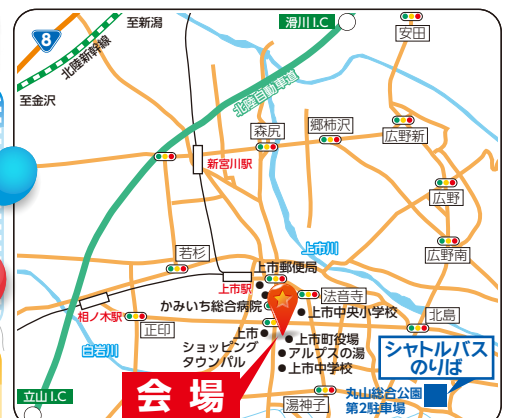 至新潟
滑川I.C
安田
8
北陸新幹線
至金沢
北陸自動車道
森尻
郷柿沢
広野新
新宮川駅
広野
若杉
上市川
広野南
上市郵便局
上市駅
法音寺
かみいち総合病院
上市中央小学校
相ノ木駅
正印
北島
上市
上市町役場
白岩川
ショッピング
タウンパル
アルプスの湯
上市中学校
シャトルバス
のりば
会場
立山I.C
湯神子
丸山総合公園
第2駐車場